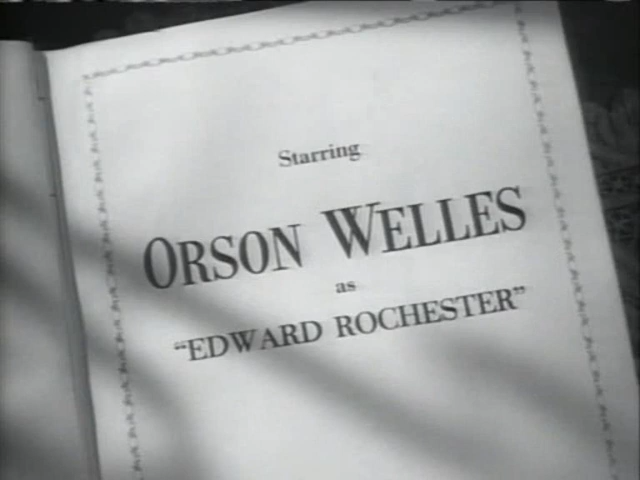 Starring
ORSON WELLES
as
“EDWARD ROCHESTER”